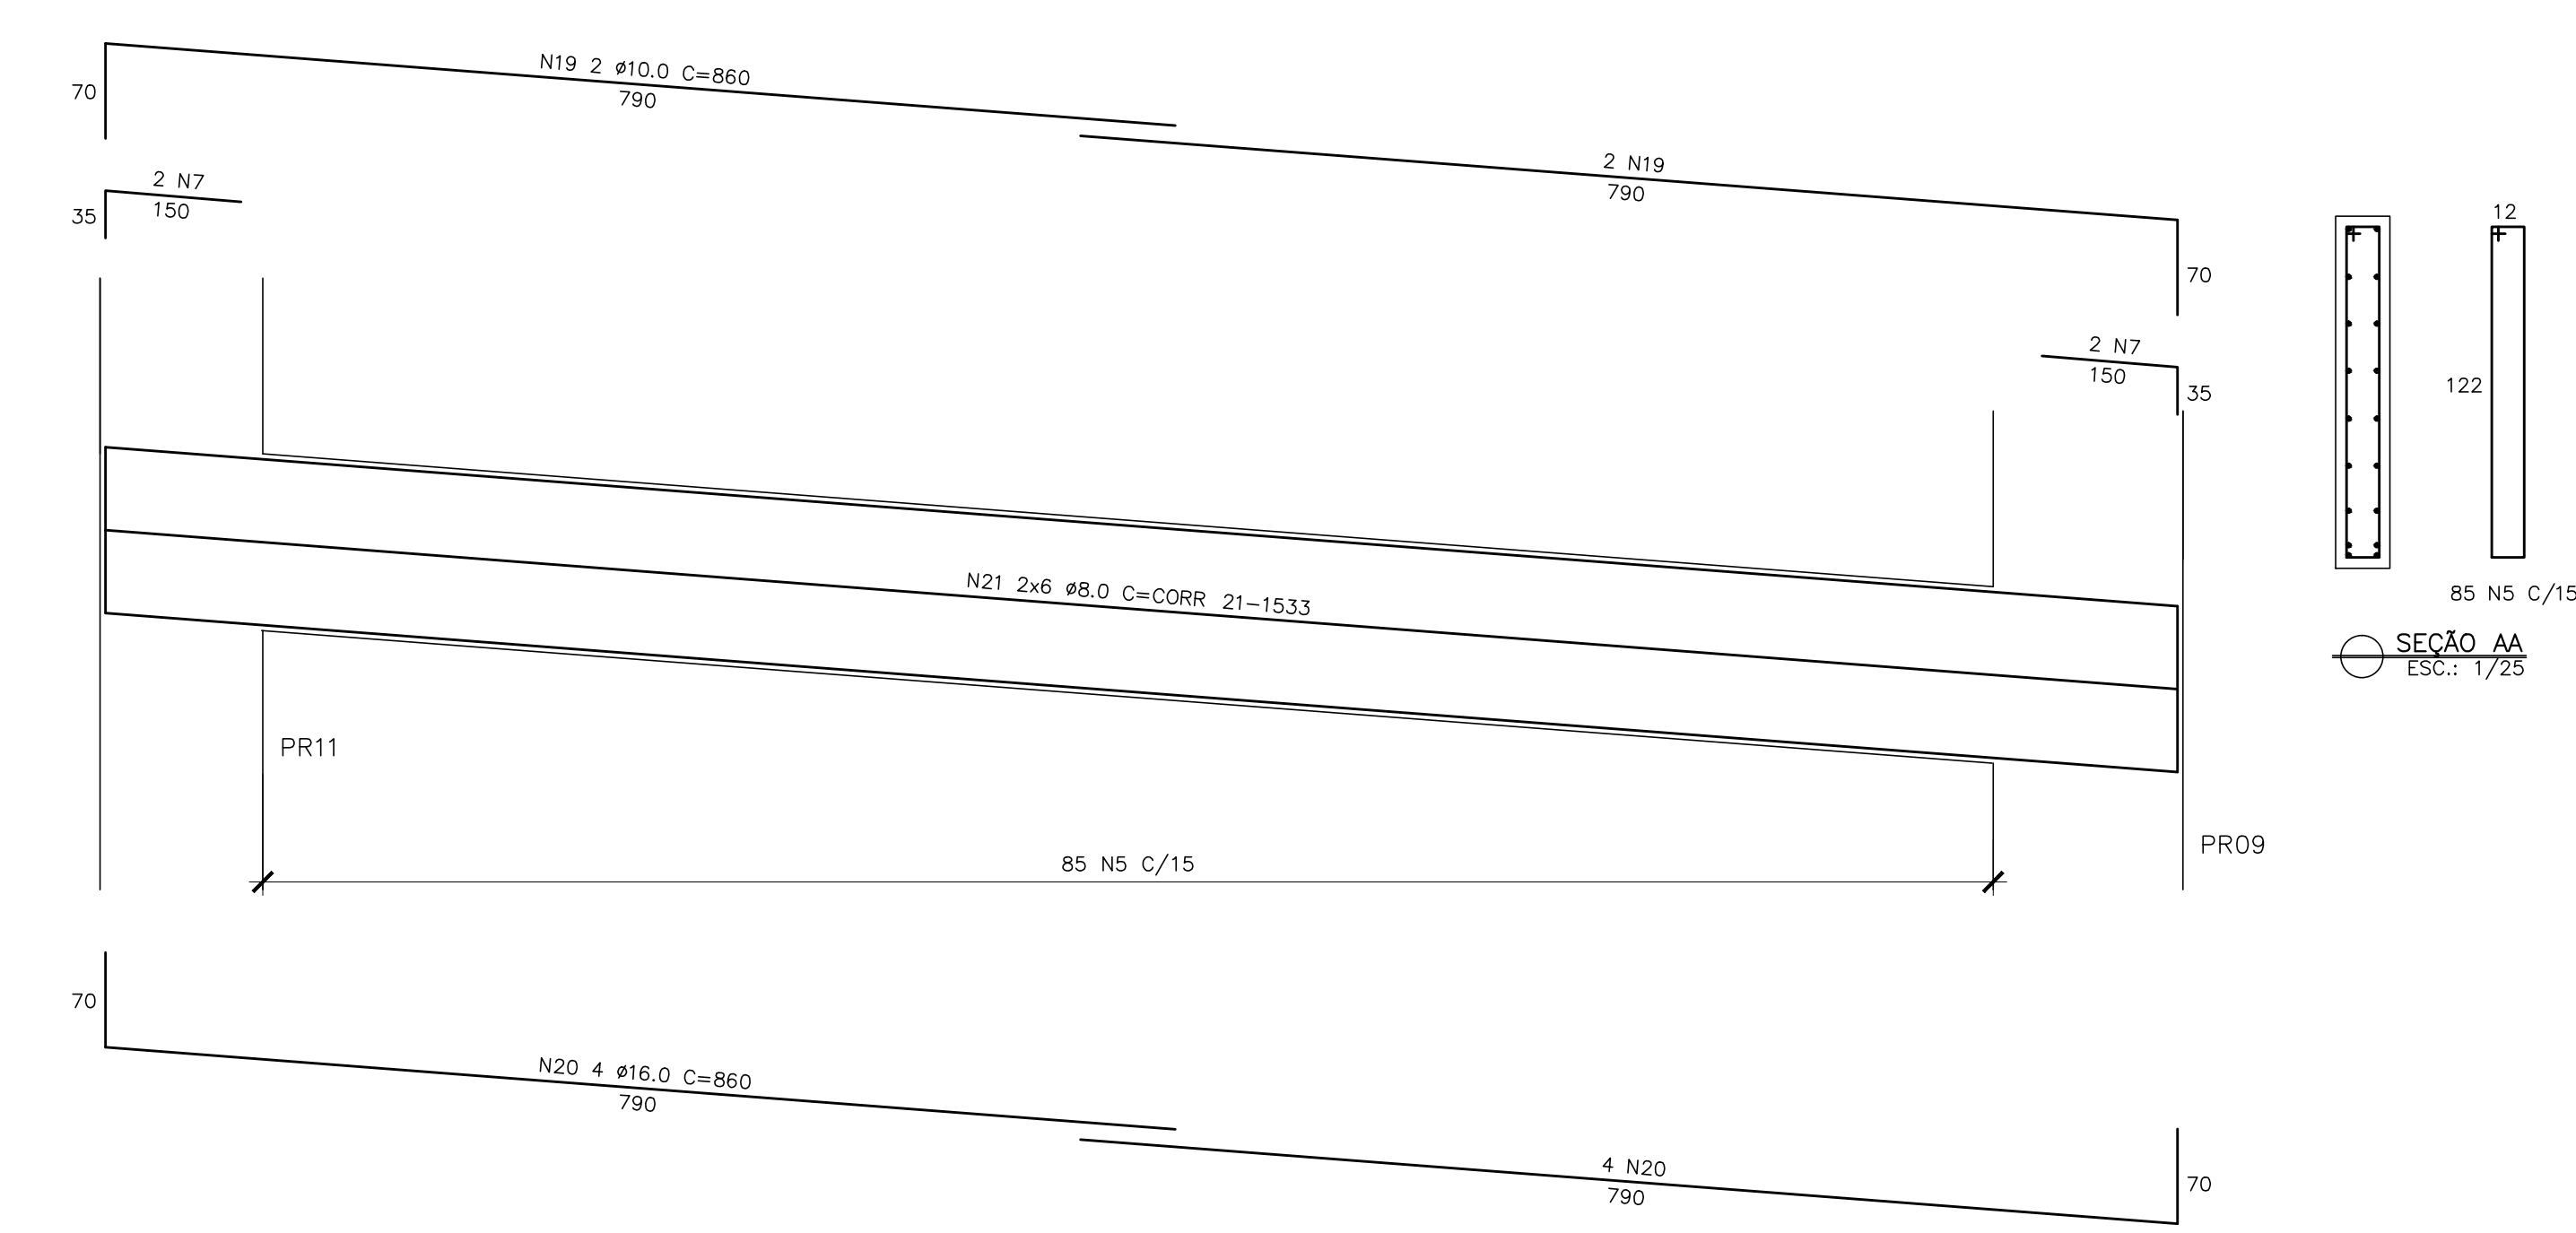 N19 2 ø10.0 C=860
790
70
2 N19
790
70
2 N7
150
35
2 N7
150
35
12
122
85 N5 C/15
SEÇÃO AA
ESC.: 1/25
N21 2x6 ø8.0 C=CORR 21-1533
PR11
PR09
85 N5 C/15
70
N20 4 ø16.0 C=860
790
4 N20
790
70